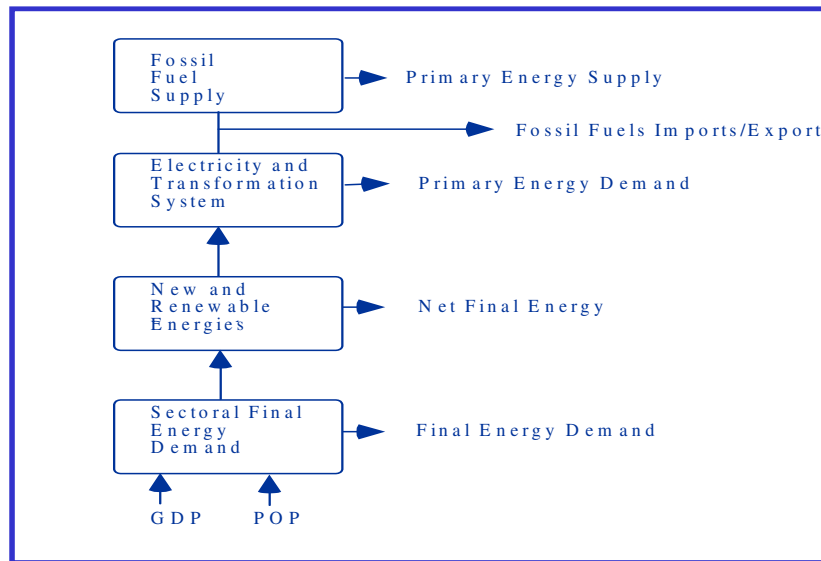 Fossil
Fuel
Supply
Primary Energy Supply
Fossil Fuels Imports/Export
Electricity and
Transformation
System
Primary Energy Demand
New and
Renewable
Energies
Net Final Energy
Sectoral Final
Energy
Demand
Final Energy Demand
GDP POP